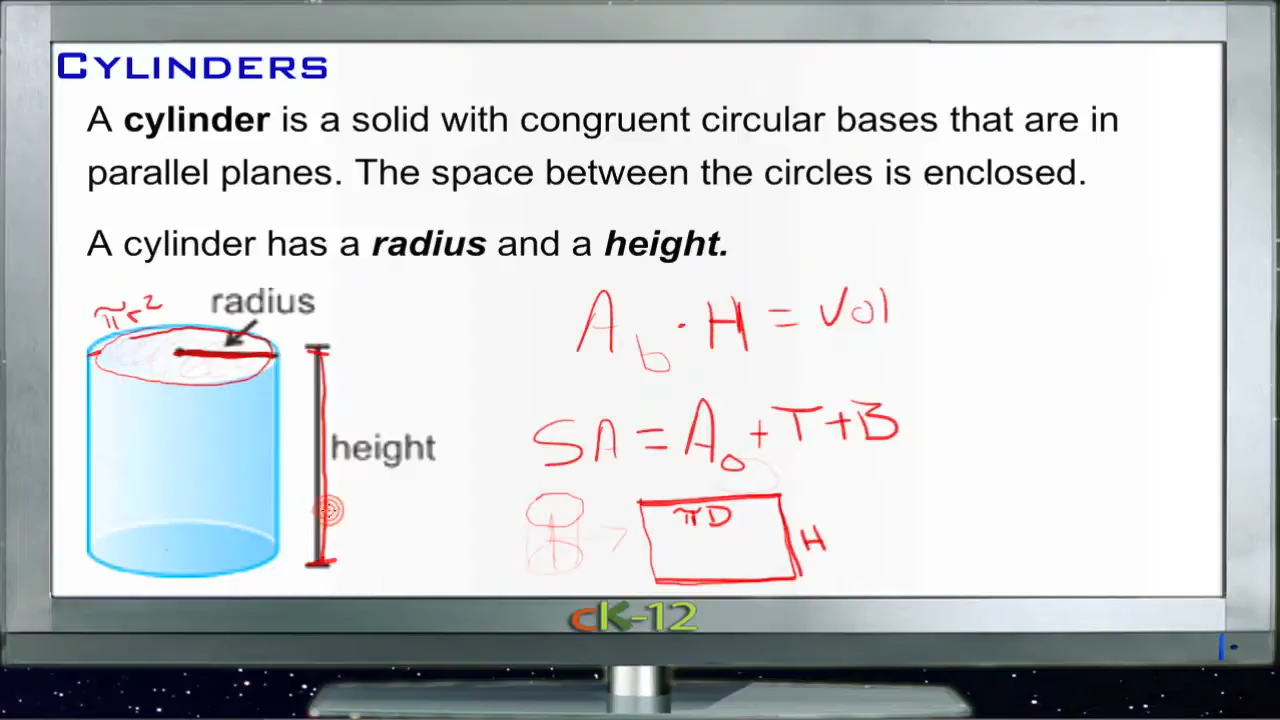 CYLINDERS
A cylinder is a solid with congruent circular bases that are in
parallel planes. The space between the circles is enclosed.
A cylinder has a radius and a height.
πr²
radius
height
A_b · H = Vol
SA = A_o + T + B
πD
H
cK-12